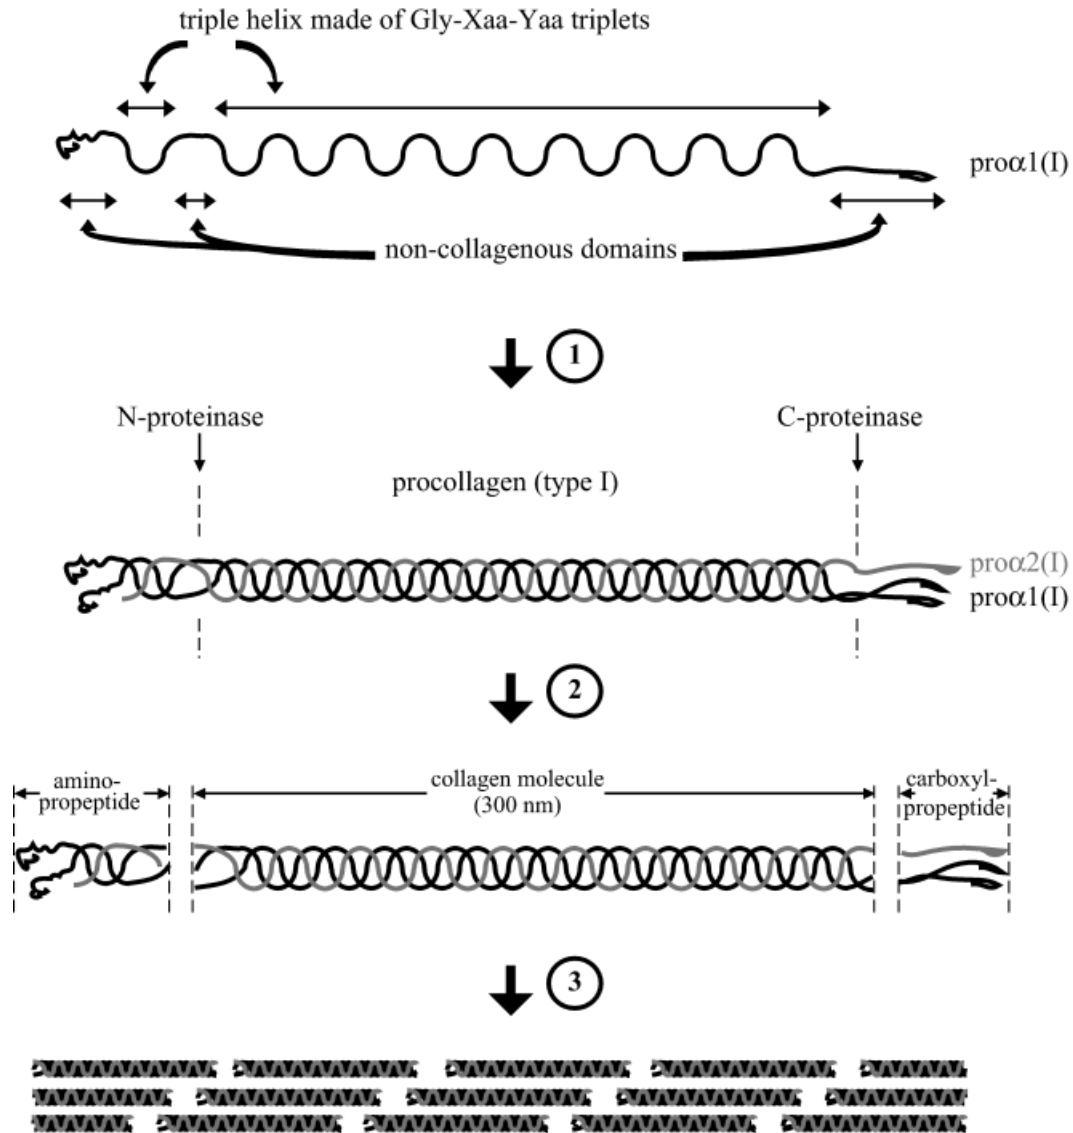 triple helix made of Gly-Xaa-Yaa triplets
proα1(I)
non-collagenous domains
1
N-proteinase
C-proteinase
procollagen (type I)
proα2(I)
proα1(I)
2
amino-
propeptide
collagen molecule
(300 nm)
carboxyl-
propeptide
3